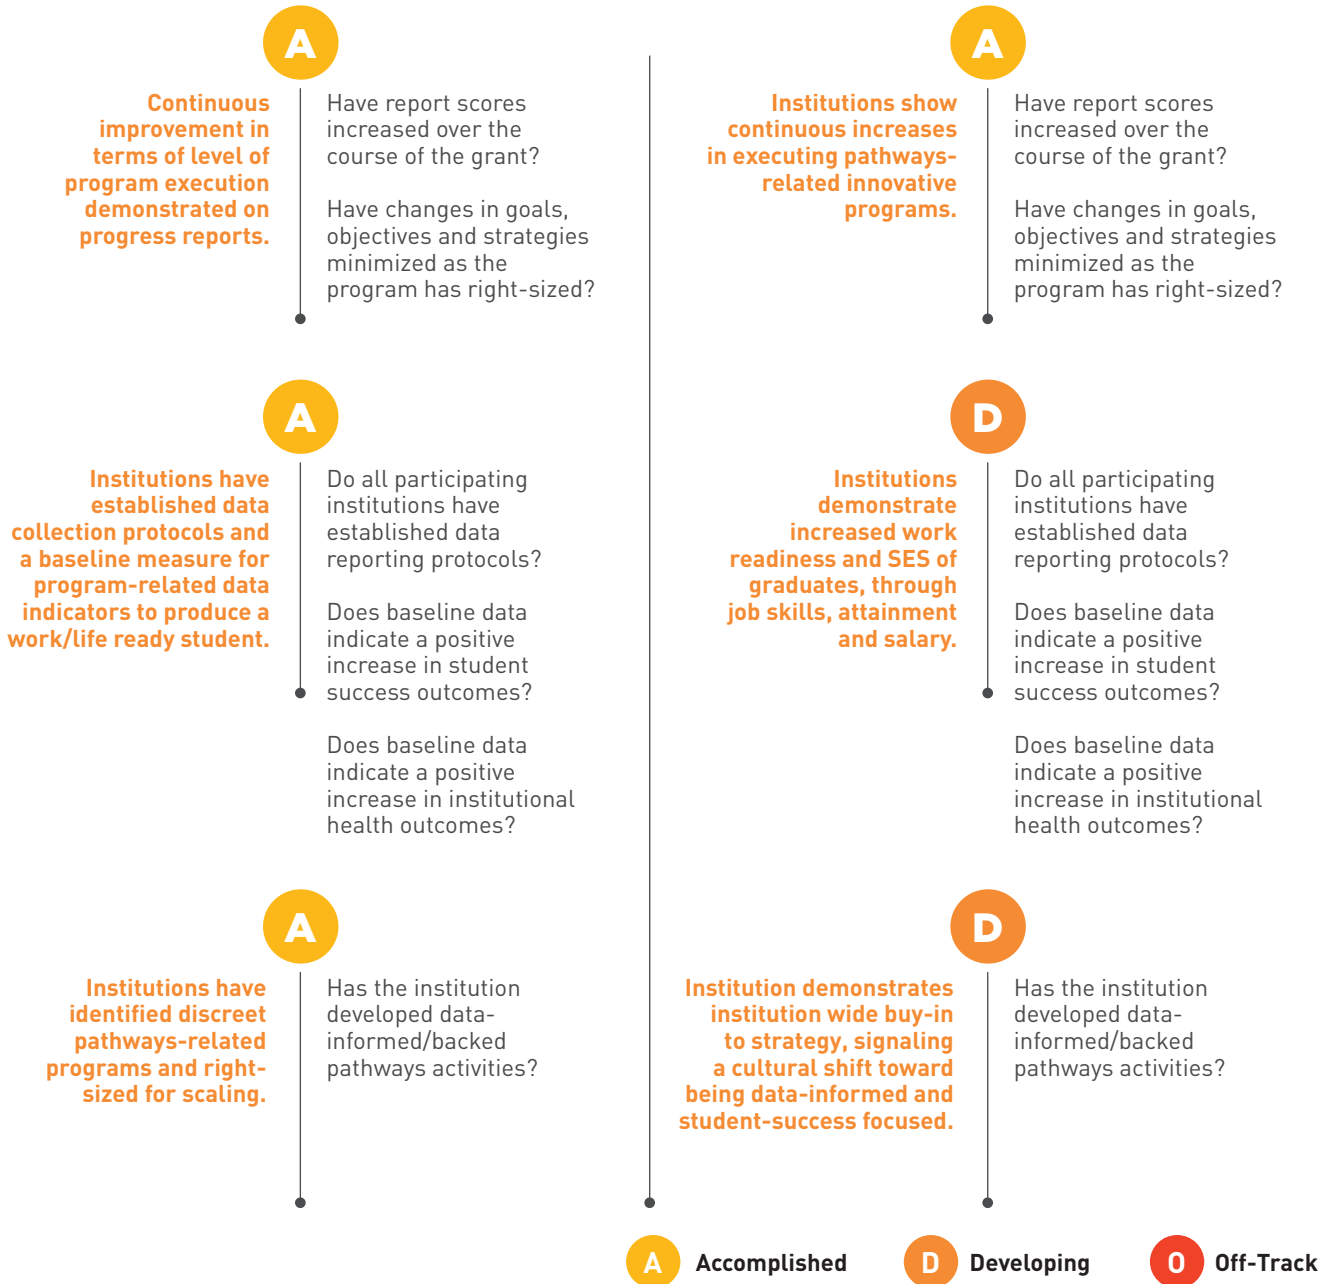 A
Continuous
improvement in
terms of level of
program execution
demonstrated on
progress reports.
Have report scores
increased over the
course of the grant?
Have changes in goals,
objectives and strategies
minimized as the
program has right-sized?
A
Institutions have
established data
collection protocols and
a baseline measure for
program-related data
indicators to produce a
work/life ready student.
Do all participating
institutions have
established data
reporting protocols?
Does baseline data
indicate a positive
increase in student
success outcomes?
Does baseline data
indicate a positive
increase in institutional
health outcomes?
A
Institutions have
identified discreet
pathways-related
programs and right-
sized for scaling.
Has the institution
developed data-
informed/backed
pathways activities?
A
Institutions show
continuous increases
in executing pathways-
related innovative
programs.
Have report scores
increased over the
course of the grant?
Have changes in goals,
objectives and strategies
minimized as the
program has right-sized?
D
Institutions
demonstrate
increased work
readiness and SES of
graduates, through
job skills, attainment
and salary.
Do all participating
institutions have
established data
reporting protocols?
Does baseline data
indicate a positive
increase in student
success outcomes?
Does baseline data
indicate a positive
increase in institutional
health outcomes?
D
Institution demonstrates
institution wide buy-in
to strategy, signaling
a cultural shift toward
being data-informed and
student-success focused.
Has the institution
developed data-
informed/backed
pathways activities?
A Accomplished
D Developing
O Off-Track